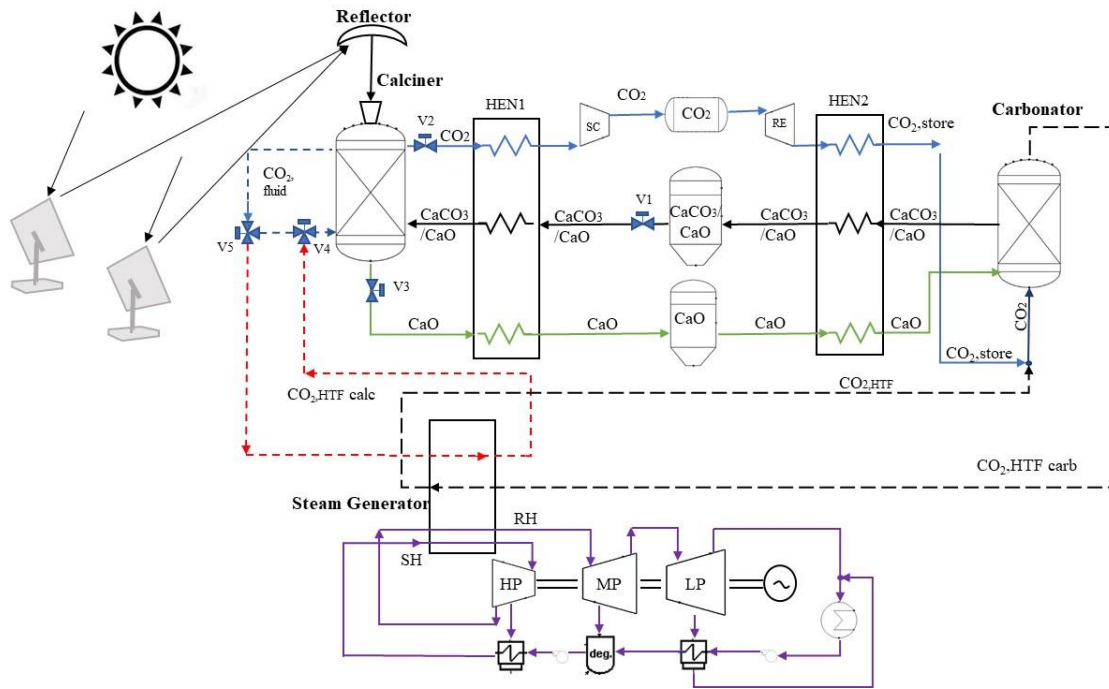 Reflector
Calciner
HEN1
CO₂
SC
CO₂
RE
HEN2
CO₂,store
Carbonator
V2
CO₂
CO₂,
fluid
V5
V4
CaCO₃
/CaO
CaCO₃
/CaO
V1
CaCO₃/.
CaO
CaCO₃
/CaO
CaCO₃
/CaO
V3
CaO
CaO
CaO
CaO
CaO
CO₂
CO₂,store
CO₂,HTF calc
CO₂,HTF
CO₂,HTF carb
Steam Generator
RH
SH
HP
MP
LP
deg.